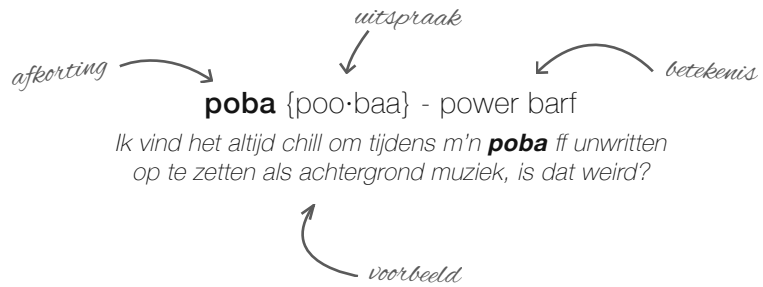 uitspraak
afkorting
betekenis
poba {poo·baa} - power barf
Ik vind het altijd chill om tijdens m'n poba ff unwritten
op te zetten als achtergrond muziek, is dat weird?
voorbeeld